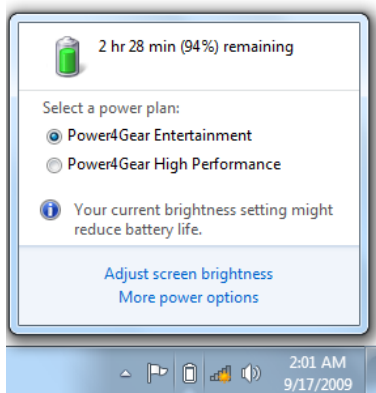 2 hr 28 min (94%) remaining
Select a power plan:
Power4Gear Entertainment
Power4Gear High Performance
Your current brightness setting might
reduce battery life.
Adjust screen brightness
More power options
2:01 AM
9/17/2009